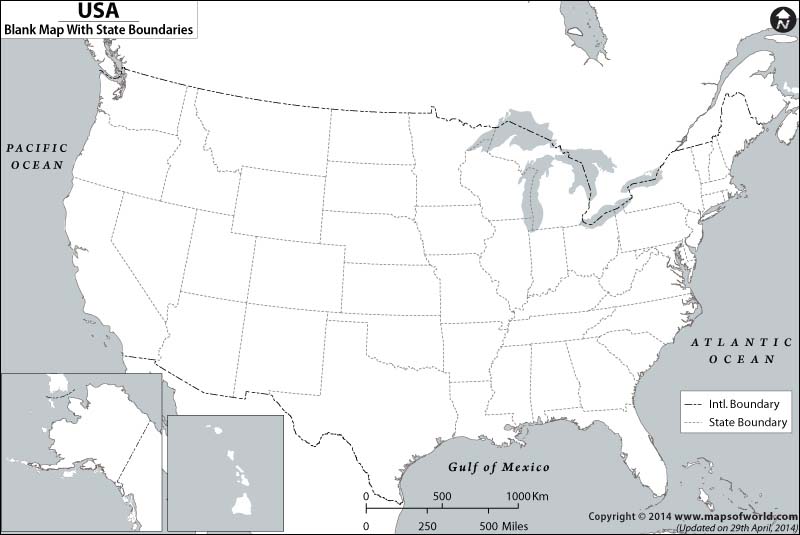 USA
Blank Map With State Boundaries
N
PACIFIC
OCEAN
ATLANTIC
OCEAN
Intl. Boundary
State Boundary
Gulf of Mexico
0 500 1000 Km
0 250 500 Miles
Copyright © 2014 www.mapsofworld.com
(Updated on 29th April, 2014)